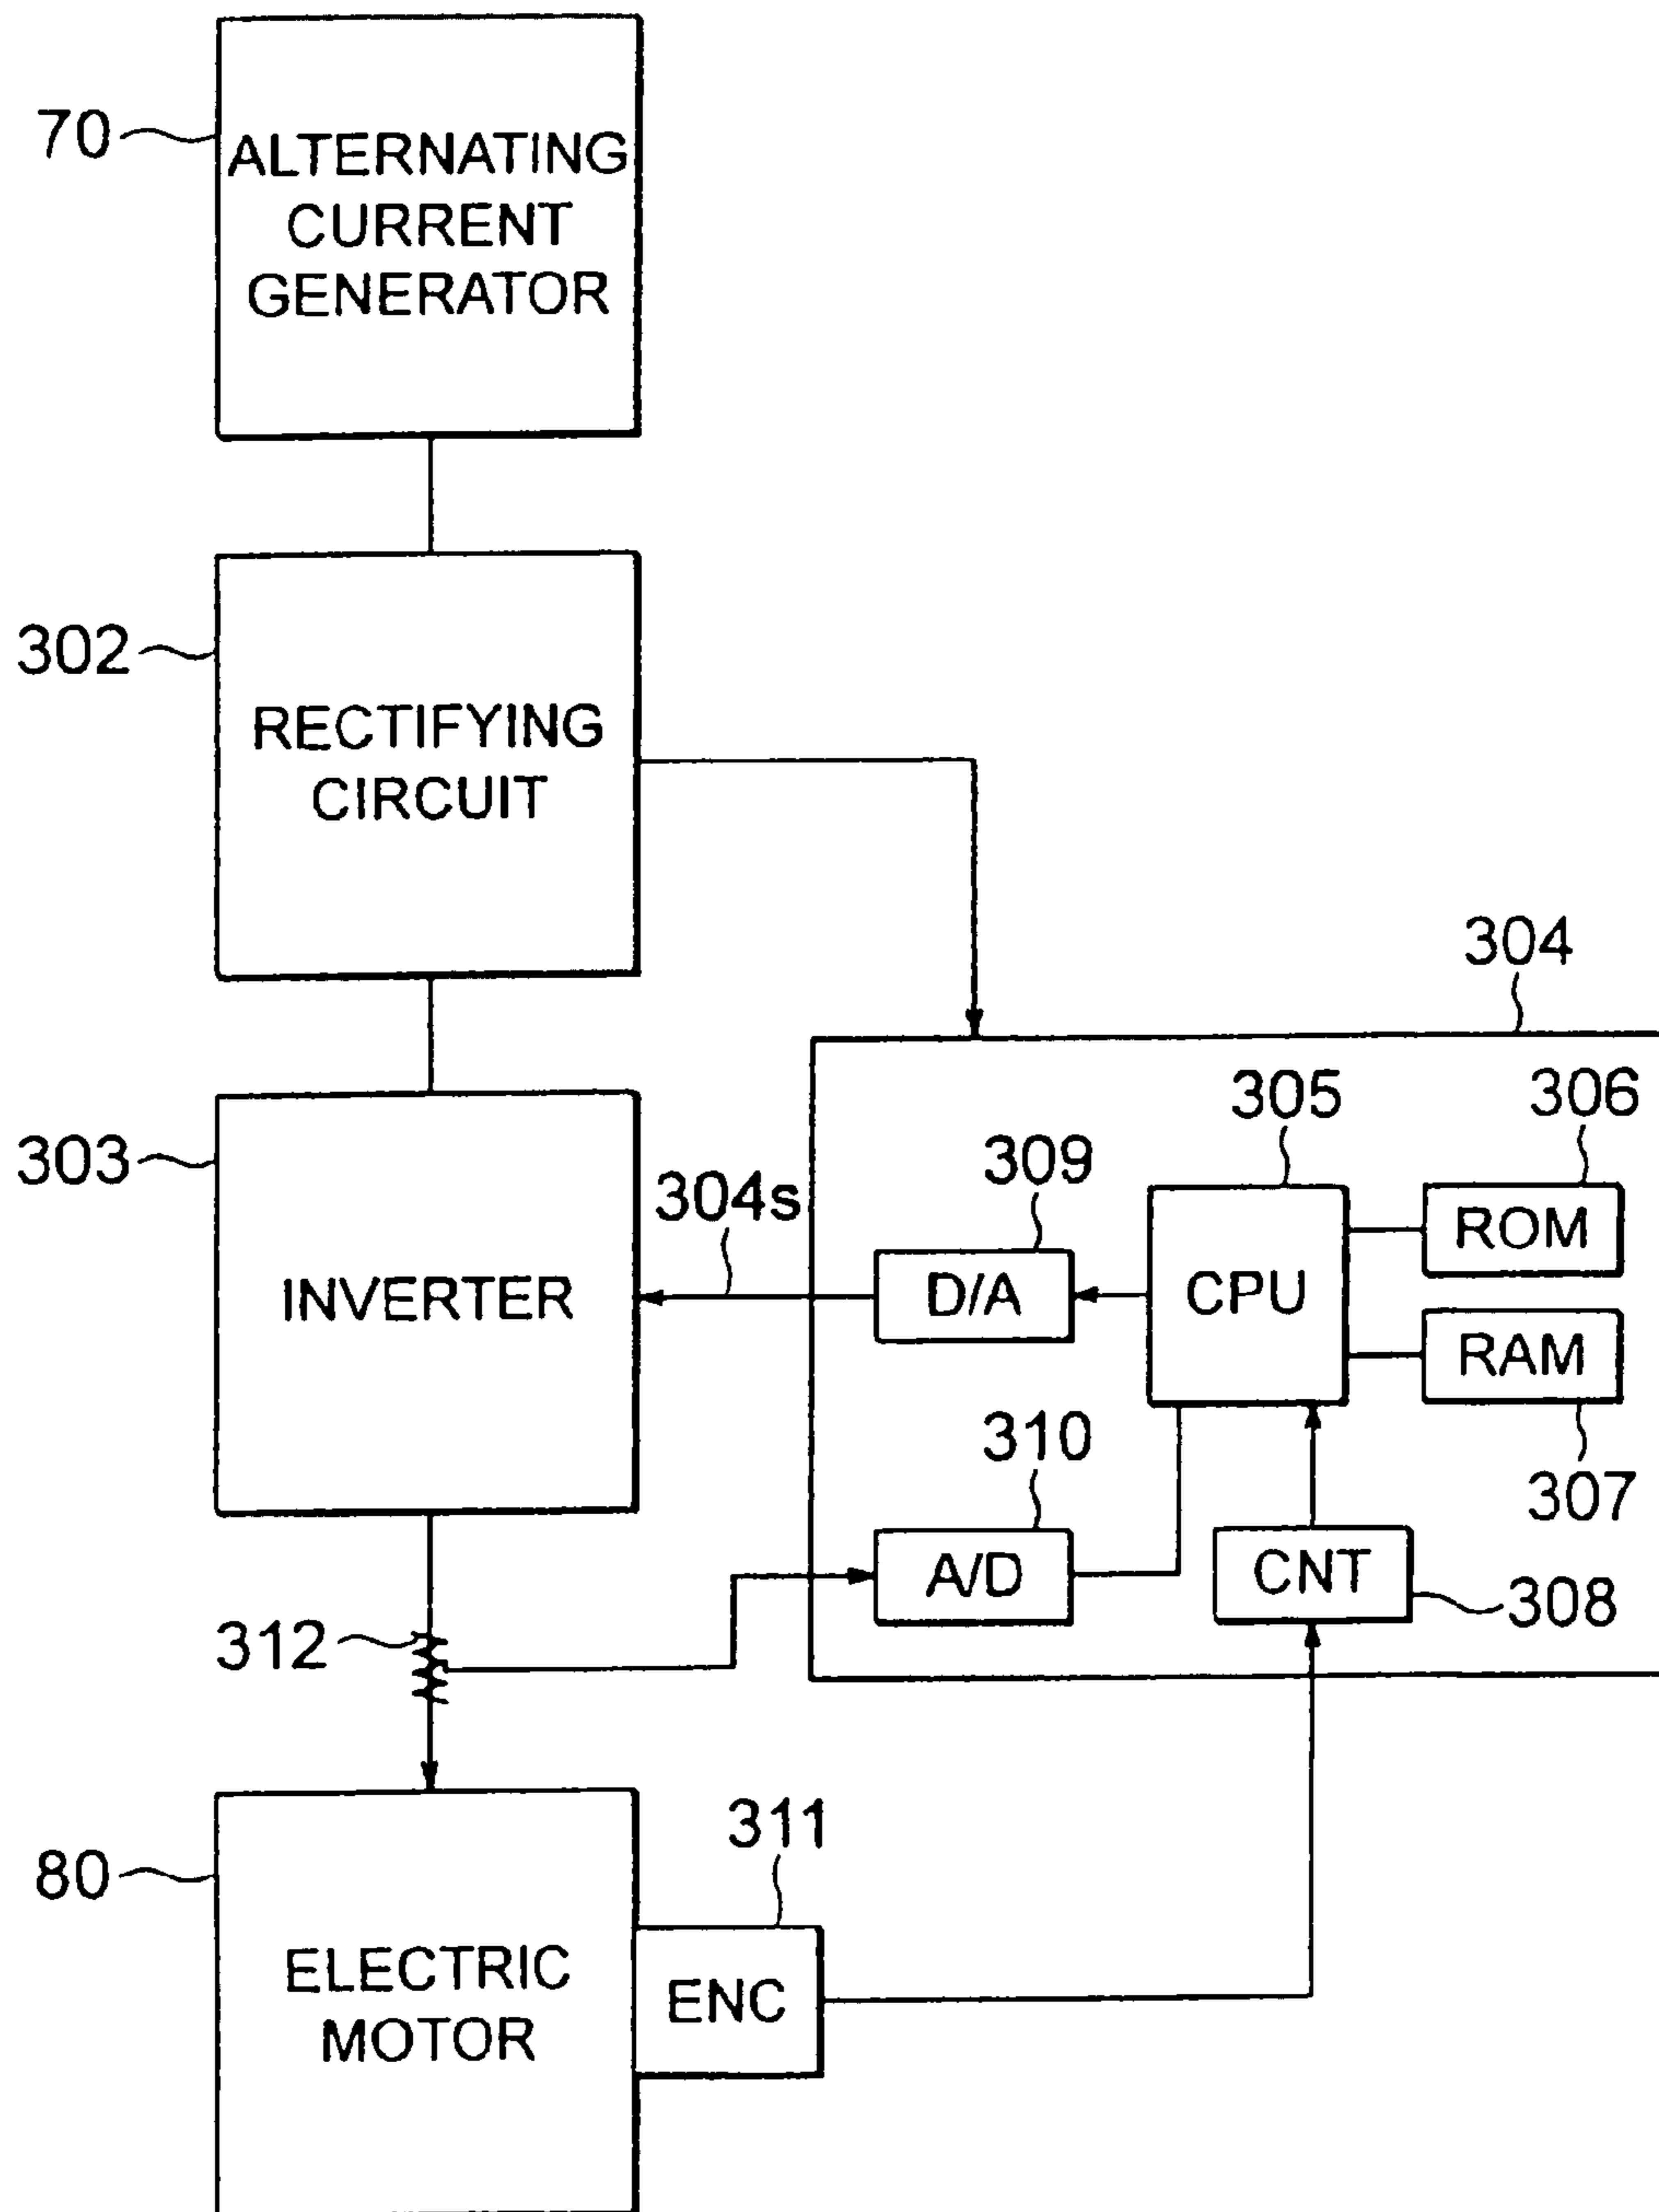 70
ALTERNATING
CURRENT
GENERATOR
302
RECTIFYING
CIRCUIT
304
303
INVERTER
304s
309
D/A
305
CPU
306
ROM
RAM
307
310
A/D
CNT
308
312
80
ELECTRIC
MOTOR
311
ENC